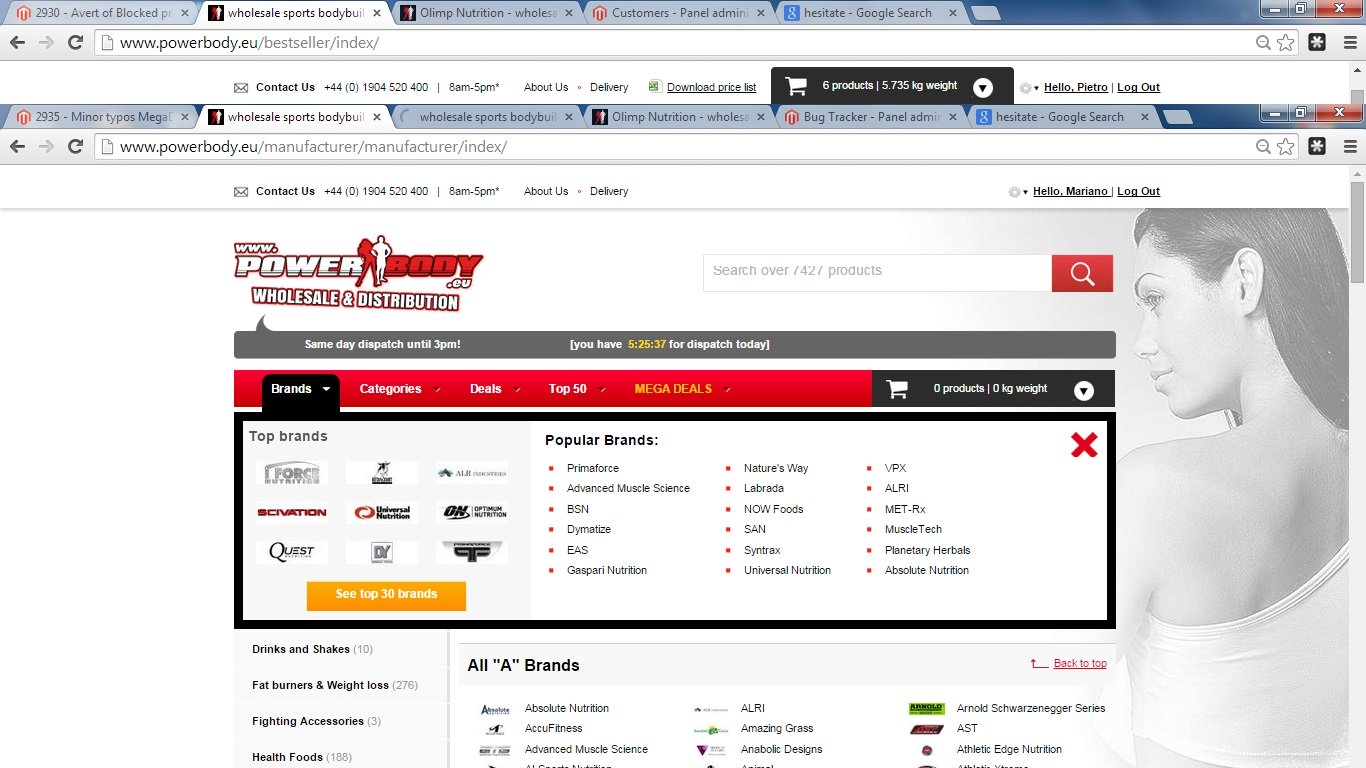 2930 - Avert of Blocked pr
wholesale sports bodybuil
Olimp Nutrition - wholesa
Customers - Panel admini
hesitate - Google Search
www.powerbody.eu/bestseller/index/
Contact Us +44 (0) 1904 520 400 | 8am-5pm* About Us • Delivery Download price list 6 products | 5.735 kg weight Hello, Pietro | Log Out
2935 - Minor typos MegaD
wholesale sports bodybuil
wholesale sports bodybuil
Olimp Nutrition - wholesa
Bug Tracker - Panel admin
hesitate - Google Search
www.powerbody.eu/manufacturer/manufacturer/index/
Contact Us +44 (0) 1904 520 400 | 8am-5pm* About Us • Delivery Hello, Mariano | Log Out
www.
POWER BODY
.eu
WHOLESALE & DISTRIBUTION
Search over 7427 products
Same day dispatch until 3pm! [you have 5:25:37 for dispatch today]
Brands Categories Deals Top 50 MEGA DEALS 0 products | 0 kg weight
Top brands
FORCE NUTRITION
ALR INDUSTRIES
SCIVATION
Universal Nutrition
ON OPTIMUM NUTRITION
QUEST NUTRITION
DY
See top 30 brands
Popular Brands:
Primaforce Nature's Way VPX
Advanced Muscle Science Labrada ALRI
BSN NOW Foods MET-Rx
Dymatize SAN MuscleTech
EAS Syntrax Planetary Herbals
Gaspari Nutrition Universal Nutrition Absolute Nutrition
Drinks and Shakes (10)
Fat burners & Weight loss (276)
Fighting Accessories (3)
Health Foods (188)
All "A" Brands Back to top
Absolute Nutrition ALRI Arnold Schwarzenegger Series
AccuFitness Amazing Grass AST
Advanced Muscle Science Anabolic Designs Athletic Edge Nutrition
AI Sports Nutrition Animal Athletic Xtreme